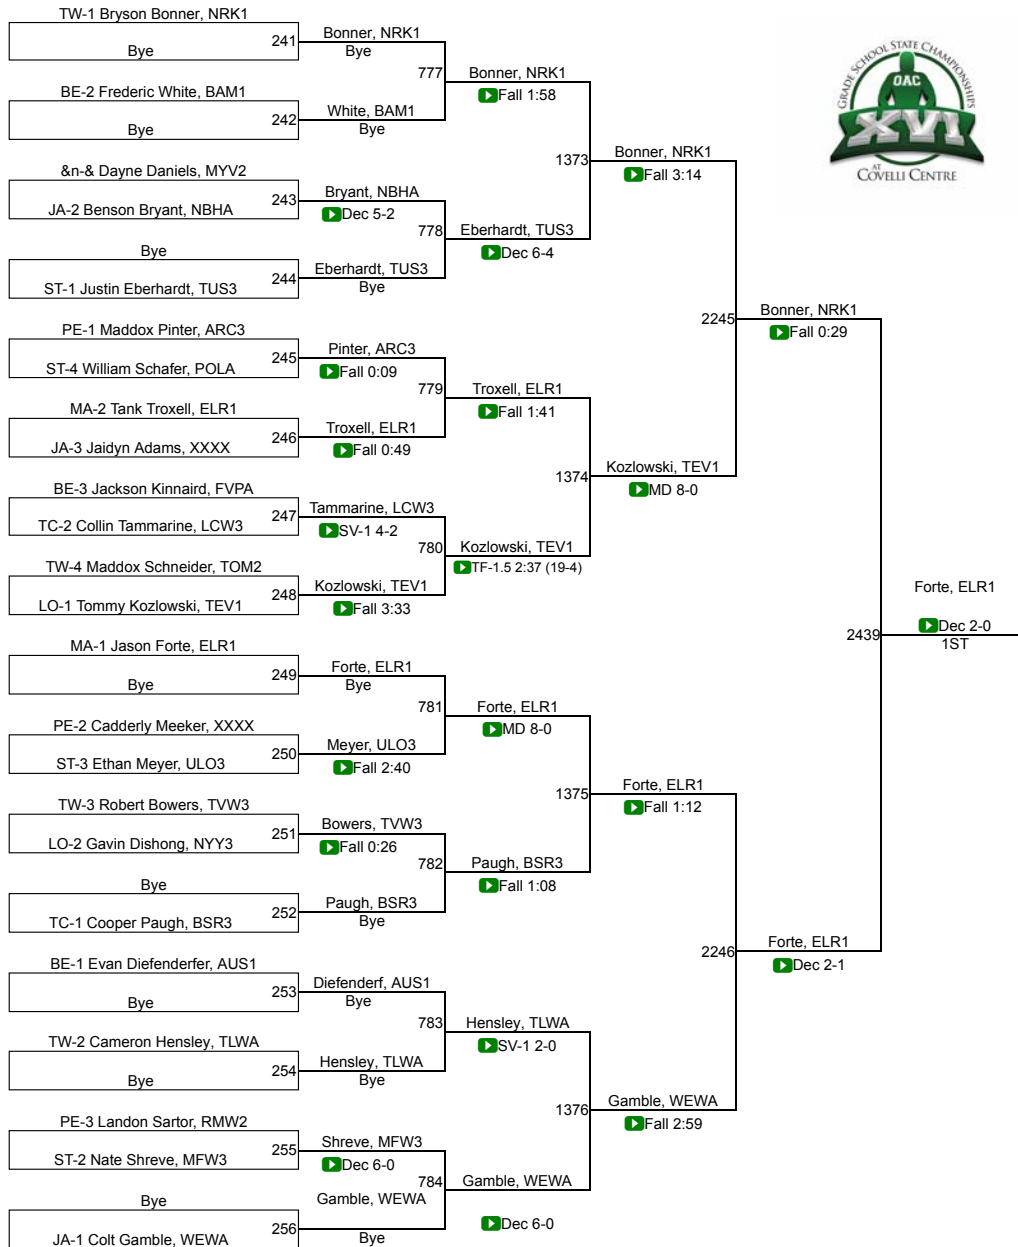 TW-1 Bryson Bonner, NRK1
241
Bye
BE-2 Frederic White, BAM1
242
Bye
&n-& Dayne Daniels, MYV2
243
JA-2 Benson Bryant, NBHA
Bye
244
ST-1 Justin Eberhardt, TUS3
PE-1 Maddox Pinter, ARC3
245
ST-4 William Schafer, POLA
MA-2 Tank Troxell, ELR1
246
JA-3 Jaidyn Adams, XXXX
BE-3 Jackson Kinnaird, FVPA
247
TC-2 Collin Tammarine, LCW3
TW-4 Maddox Schneider, TOM2
248
LO-1 Tommy Kozlowski, TEV1
MA-1 Jason Forte, ELR1
249
Bye
PE-2 Cadderly Meeker, XXXX
250
ST-3 Ethan Meyer, ULO3
TW-3 Robert Bowers, TVW3
251
LO-2 Gavin Dishong, NYY3
Bye
252
TC-1 Cooper Paugh, BSR3
BE-1 Evan Diefenderfer, AUS1
253
Bye
TW-2 Cameron Hensley, TLWA
254
Bye
PE-3 Landon Sartor, RMW2
255
ST-2 Nate Shreve, MFW3
Bye
256
JA-1 Colt Gamble, WEWA
Bonner, NRK1
Bye
777
White, BAM1
Bye
Bryant, NBHA
Dec 5-2
778
Eberhardt, TUS3
Bye
Pinter, ARC3
Fall 0:09
779
Troxell, ELR1
Fall 0:49
Tammarine, LCW3
SV-1 4-2
780
Kozlowski, TEV1
Fall 3:33
Forte, ELR1
Bye
781
Meyer, ULO3
Fall 2:40
Bowers, TVW3
Fall 0:26
782
Paugh, BSR3
Bye
Diefenderf, AUS1
Bye
783
Hensley, TLWA
Bye
Shreve, MFW3
Dec 6-0
784
Gamble, WEWA
Bye
Bonner, NRK1
Fall 1:58
1373
Eberhardt, TUS3
Dec 6-4
Troxell, ELR1
Fall 1:41
1374
Kozlowski, TEV1
TF-1.5 2:37 (19-4)
Forte, ELR1
MD 8-0
1375
Paugh, BSR3
Fall 1:08
Hensley, TLWA
SV-1 2-0
1376
Gamble, WEWA
Dec 6-0
Bonner, NRK1
Fall 3:14
2245
Kozlowski, TEV1
MD 8-0
Forte, ELR1
Fall 1:12
2246
Gamble, WEWA
Fall 2:59
Bonner, NRK1
Fall 0:29
2439
Forte, ELR1
Dec 2-1
Forte, ELR1
Dec 2-0
1ST
GRADE SCHOOL STATE CHAMPIONSHIPS
OAC
XVI
AT
COVELLI CENTRE